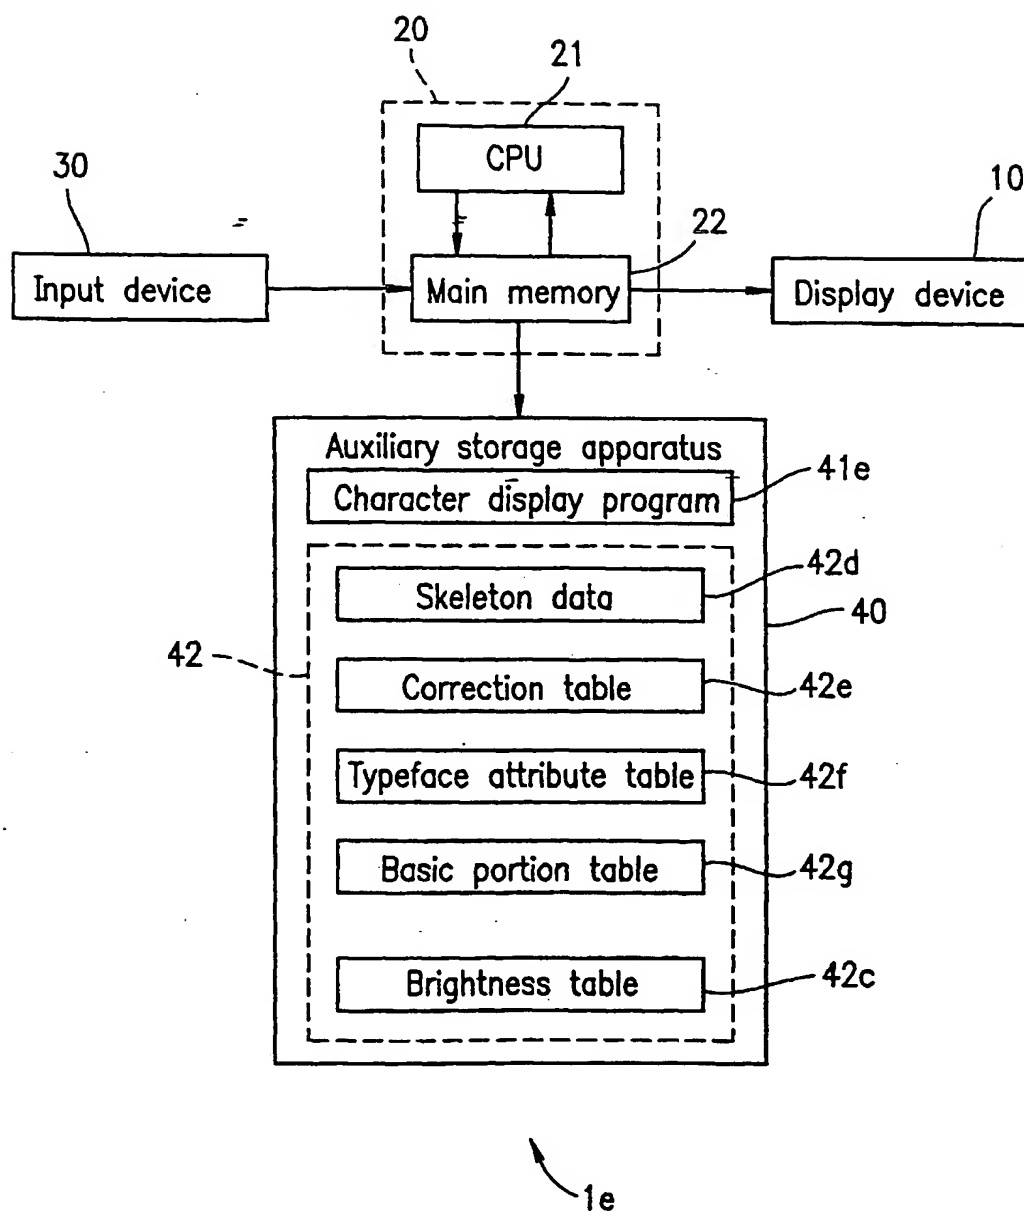 20
21
CPU
30
10
22
Input device
Main memory
Display device
Auxiliary storage apparatus
41e
Character display program
42d
Skeleton data
40
42
Correction table
42e
Typeface attribute table
42f
Basic portion table
42g
Brightness table
42c
1e